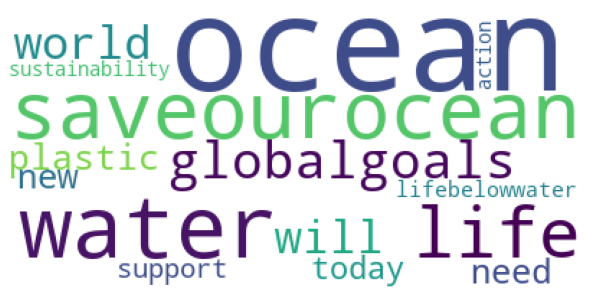 world ocean action
sustainability
saveourocean
plastic globalgoals
new lifebelowwater
water will life
support today need